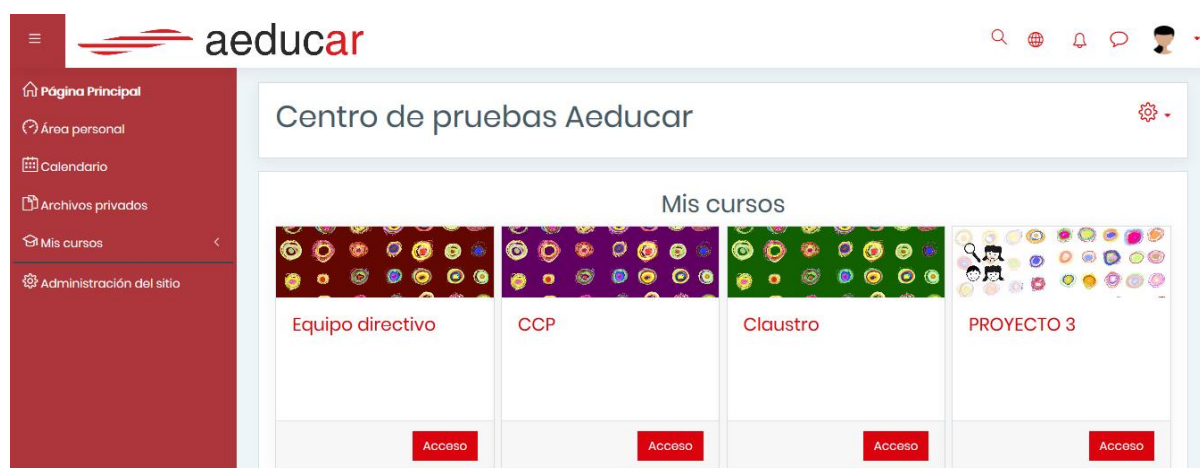 aeducar
Página Principal
Área personal
Calendario
Archivos privados
Mis cursos
Administración del sitio
Centro de pruebas Aeducar
Mis cursos
Equipo directivo
CCP
Claustro
PROYECTO 3
Acceso
Acceso
Acceso
Acceso